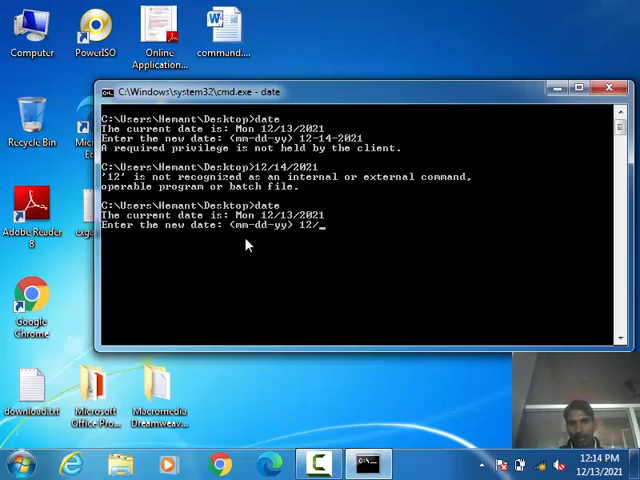 Computer
PowerISO
Online
Application...
command....
C:\Windows\system32\cmd.exe - date
C:\Users\Hemant\Desktop>date
The current date is: Mon 12/13/2021
Enter the new date: (mm-dd-yy) 12-14-2021
A required privilege is not held by the client.
C:\Users\Hemant\Desktop>12/14/2021
'12' is not recognized as an internal or external command,
operable program or batch file.
C:\Users\Hemant\Desktop>date
The current date is: Mon 12/13/2021
Enter the new date: (mm-dd-yy) 12/_
Recycle Bin
Adobe Reader
8
Google
Chrome
download.txt
Microsoft
Office Pro...
Macromedia
Dreamweav...
12:14 PM
12/13/2021